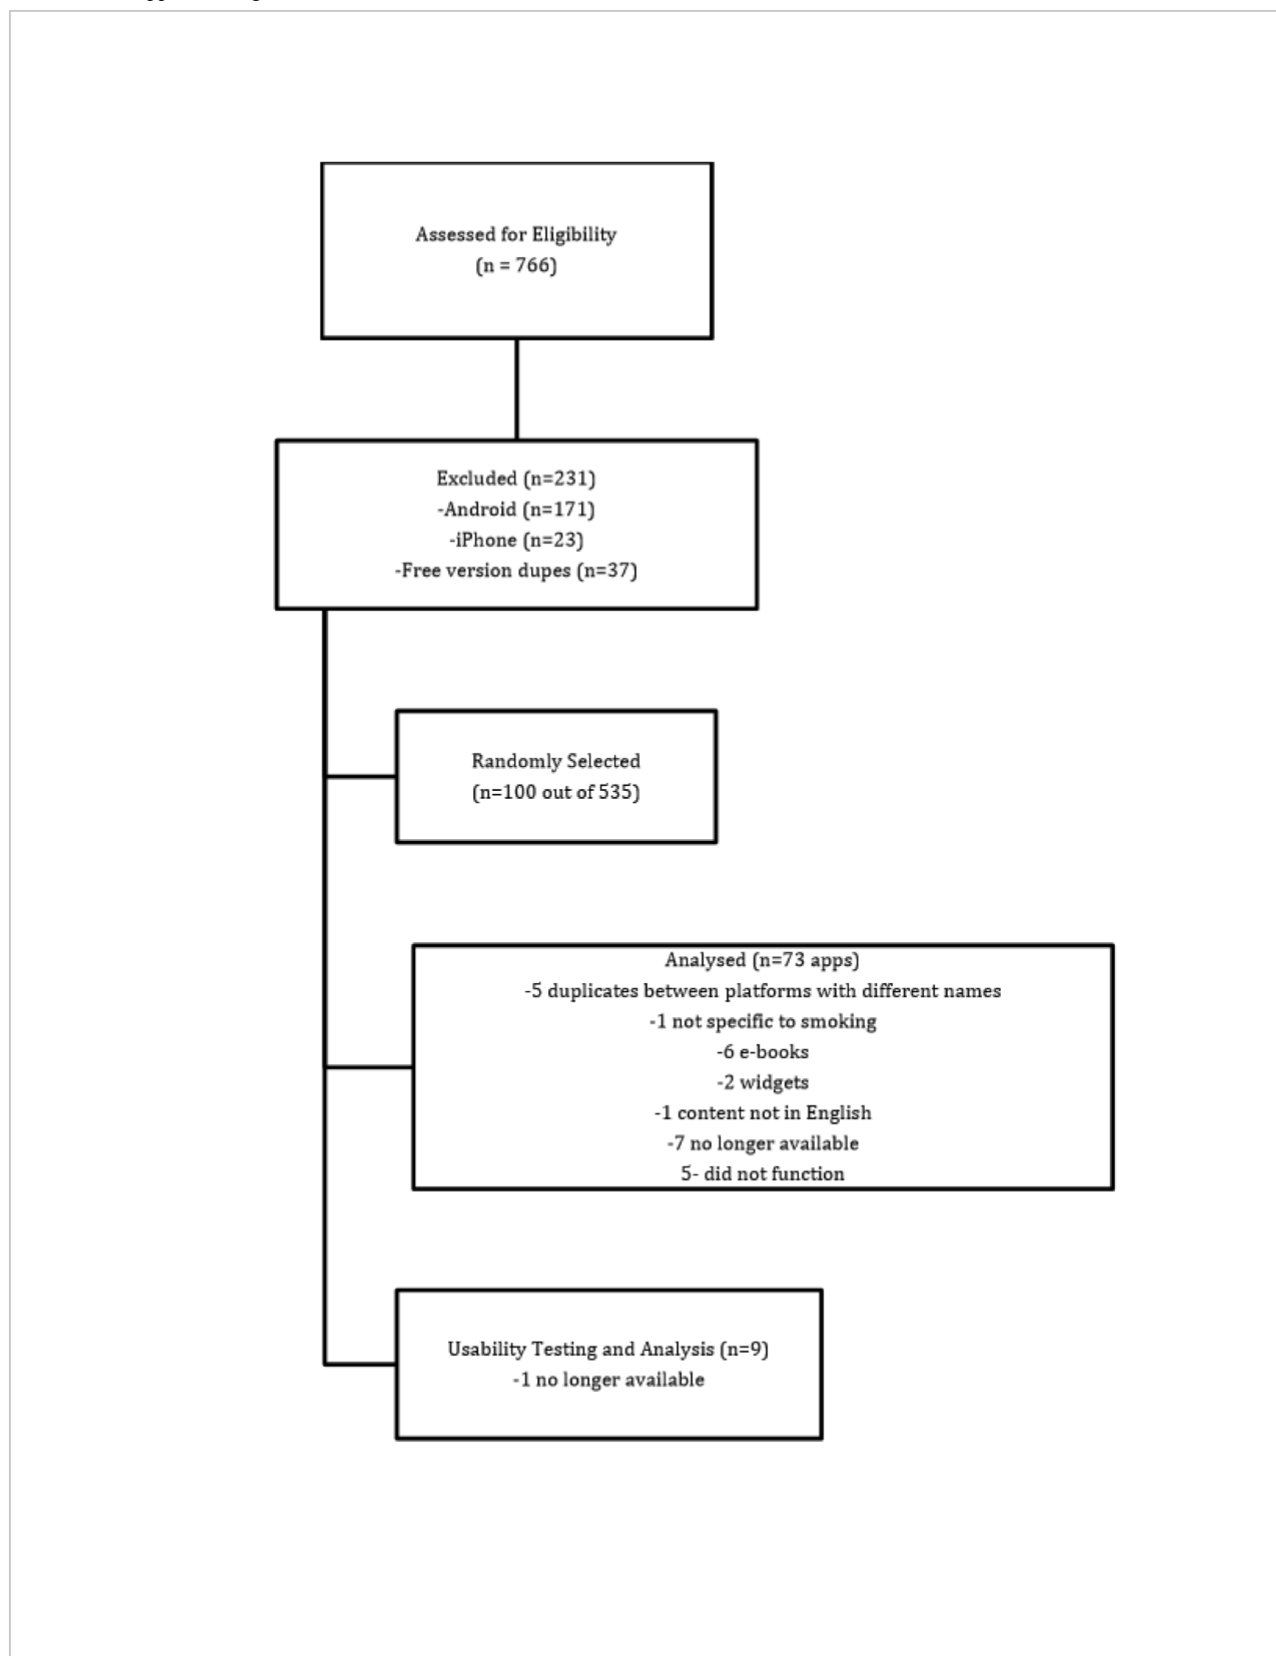 Assessed for Eligibility
(n = 766)
Excluded (n=231)
-Android (n=171)
-iPhone (n=23)
-Free version dupes (n=37)
Randomly Selected
(n=100 out of 535)
Analysed (n=73 apps)
-5 duplicates between platforms with different names
-1 not specific to smoking
-6 e-books
-2 widgets
-1 content not in English
-7 no longer available
5- did not function
Usability Testing and Analysis (n=9)
-1 no longer available